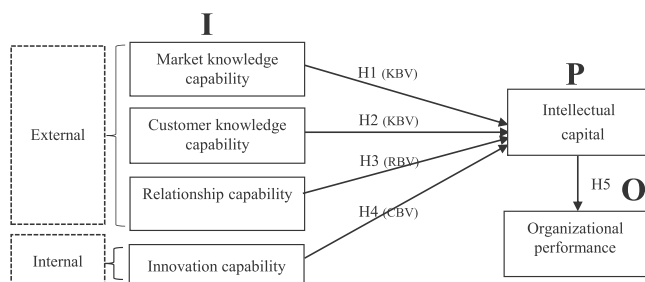 I
Market knowledge
capability
H1 (KBV)
P
External
Customer knowledge
capability
H2 (KBV)
Intellectual
capital
H3 (RBV)
Relationship capability
H4 (CBV)
H5
O
Organizational
performance
Internal
Innovation capability